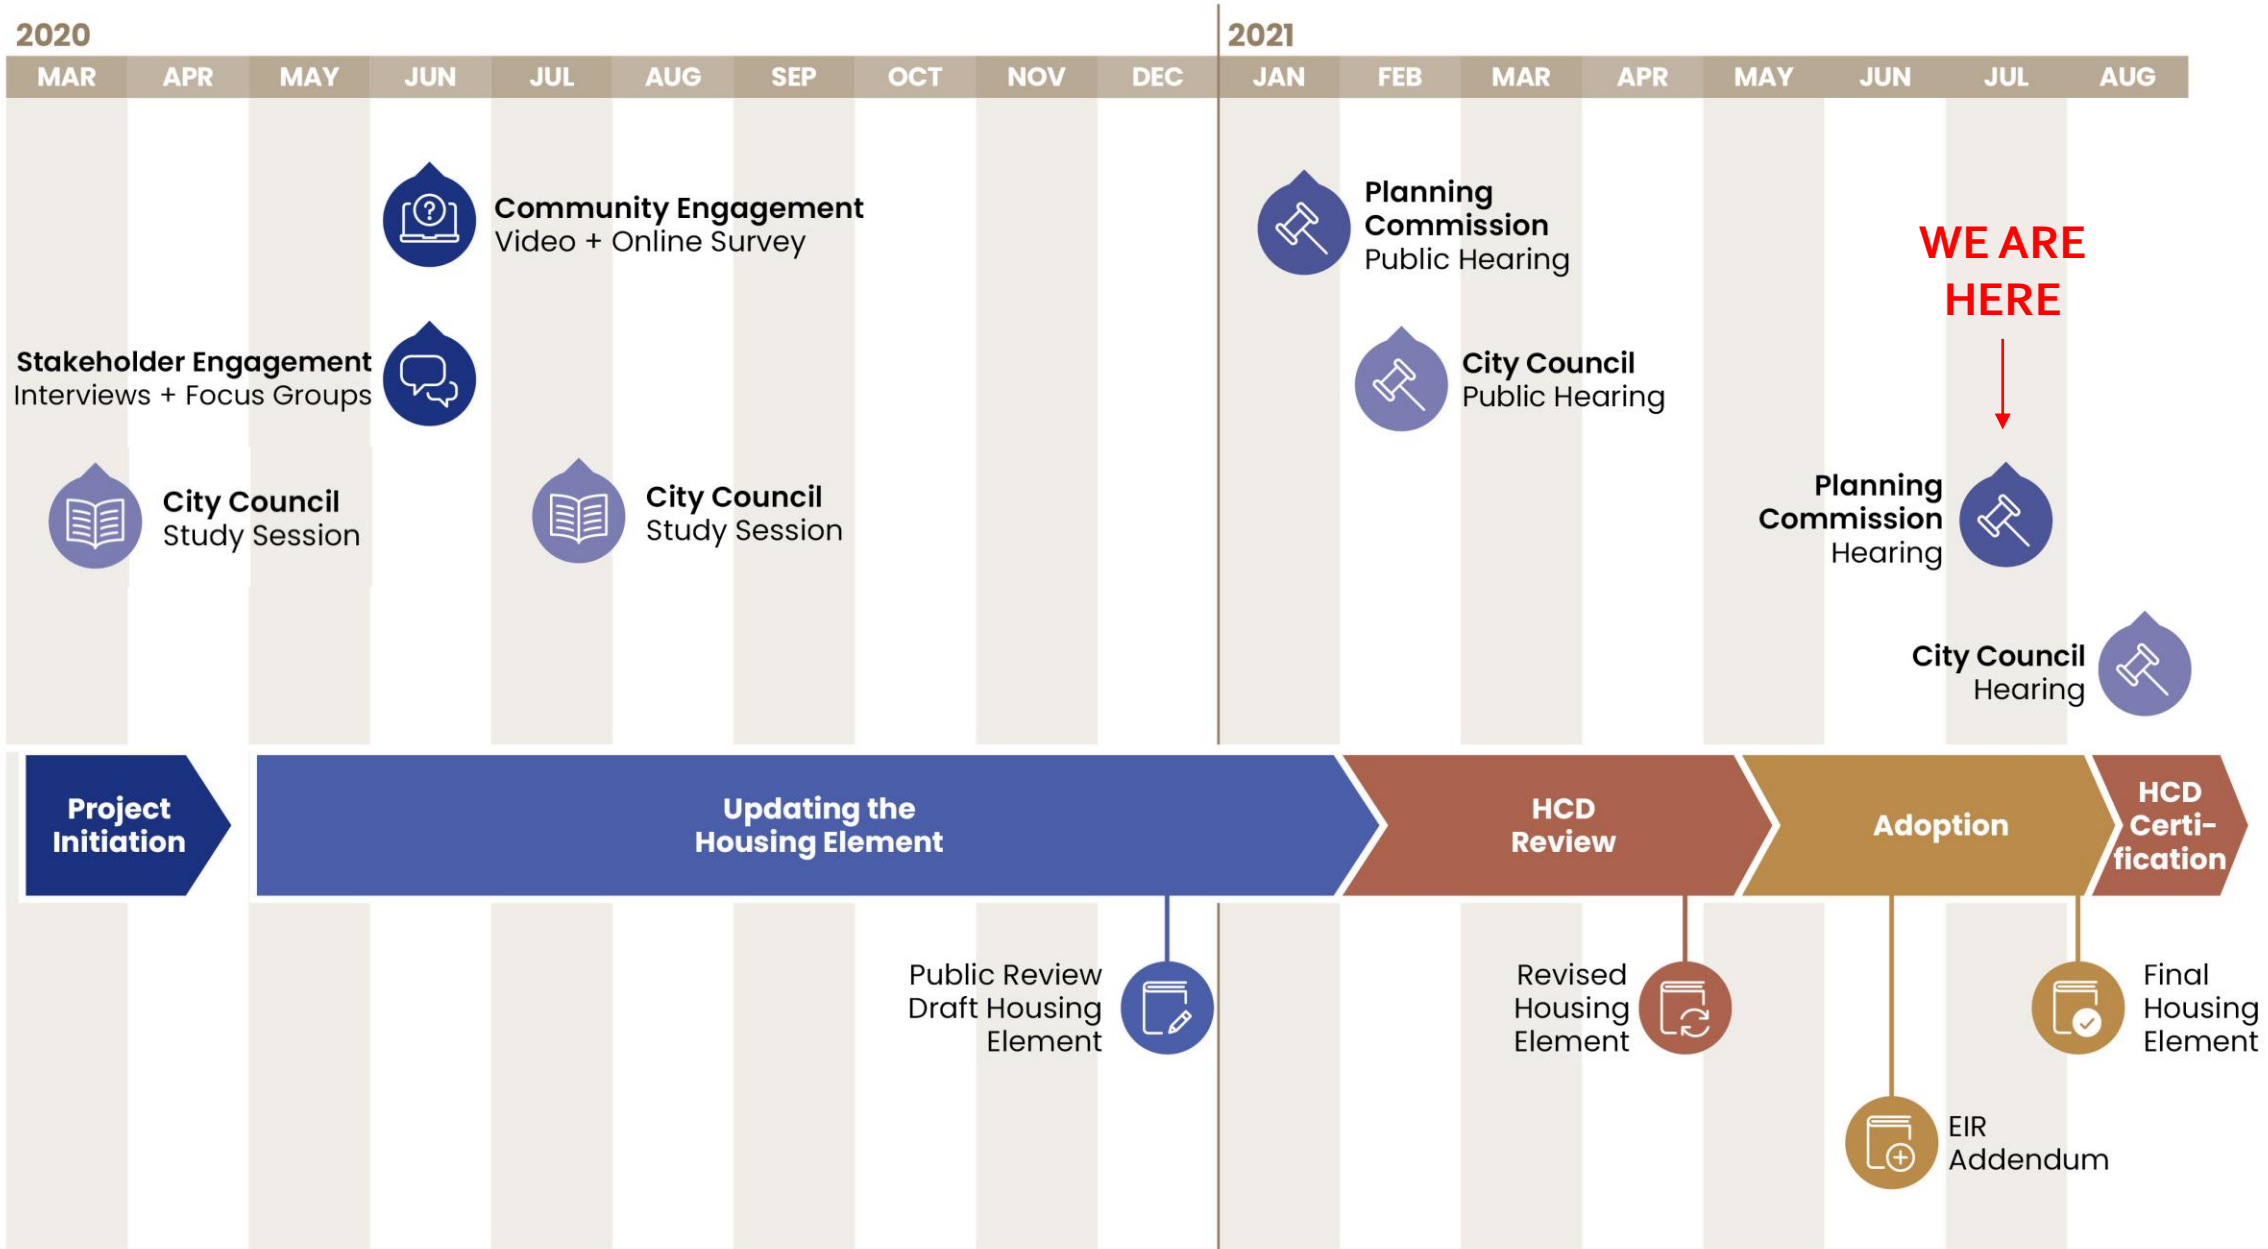 2020
2021
MAR APR MAY JUN JUL AUG SEP OCT NOV DEC JAN FEB MAR APR MAY JUN JUL AUG
Community Engagement
Video + Online Survey
Planning
Commission
Public Hearing
WE ARE
HERE
Stakeholder Engagement
Interviews + Focus Groups
City Council
Public Hearing
City Council
Study Session
City Council
Study Session
Planning
Commission
Hearing
City Council
Hearing
Project
Initiation
Updating the
Housing Element
HCD
Review
Adoption
HCD
Certi-
fication
Public Review
Draft Housing
Element
Revised
Housing
Element
Final
Housing
Element
EIR
Addendum